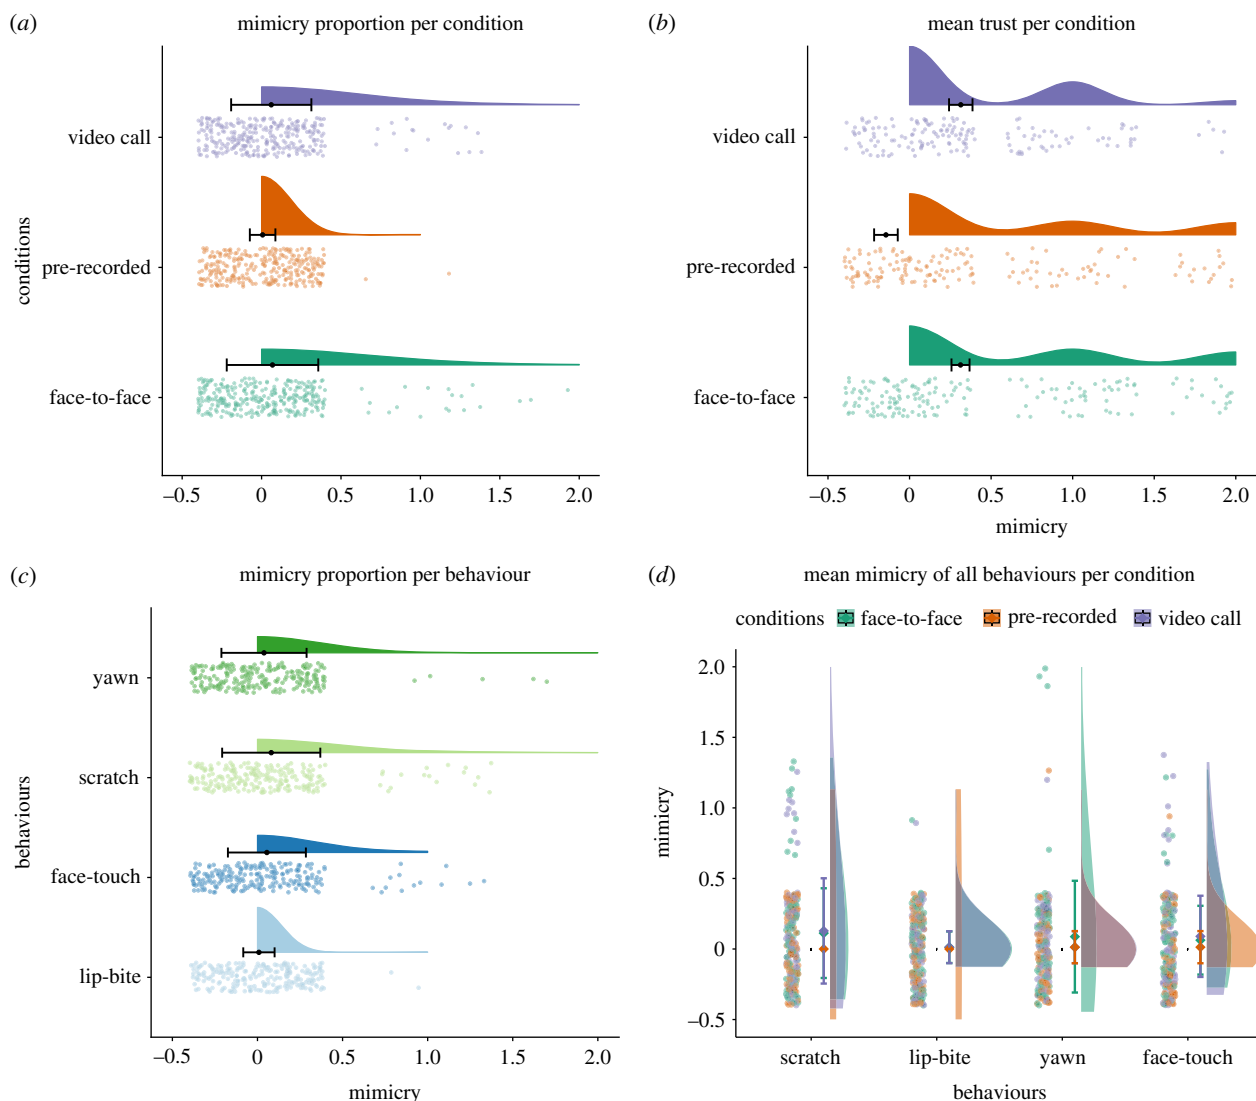 (a) mimicry proportion per condition
video call
pre-recorded
face-to-face
conditions
–0.5 0 0.5 1.0 1.5 2.0
(b) mean trust per condition
video call
pre-recorded
face-to-face
–0.5 0 0.5 1.0 1.5 2.0
mimicry
(c) mimicry proportion per behaviour
yawn
scratch
face-touch
lip-bite
behaviours
–0.5 0 0.5 1.0 1.5 2.0
mimicry
(d) mean mimicry of all behaviours per condition
conditions face-to-face pre-recorded video call
2.0
1.5
1.0
0.5
0
–0.5
mimicry
scratch lip-bite yawn face-touch
behaviours